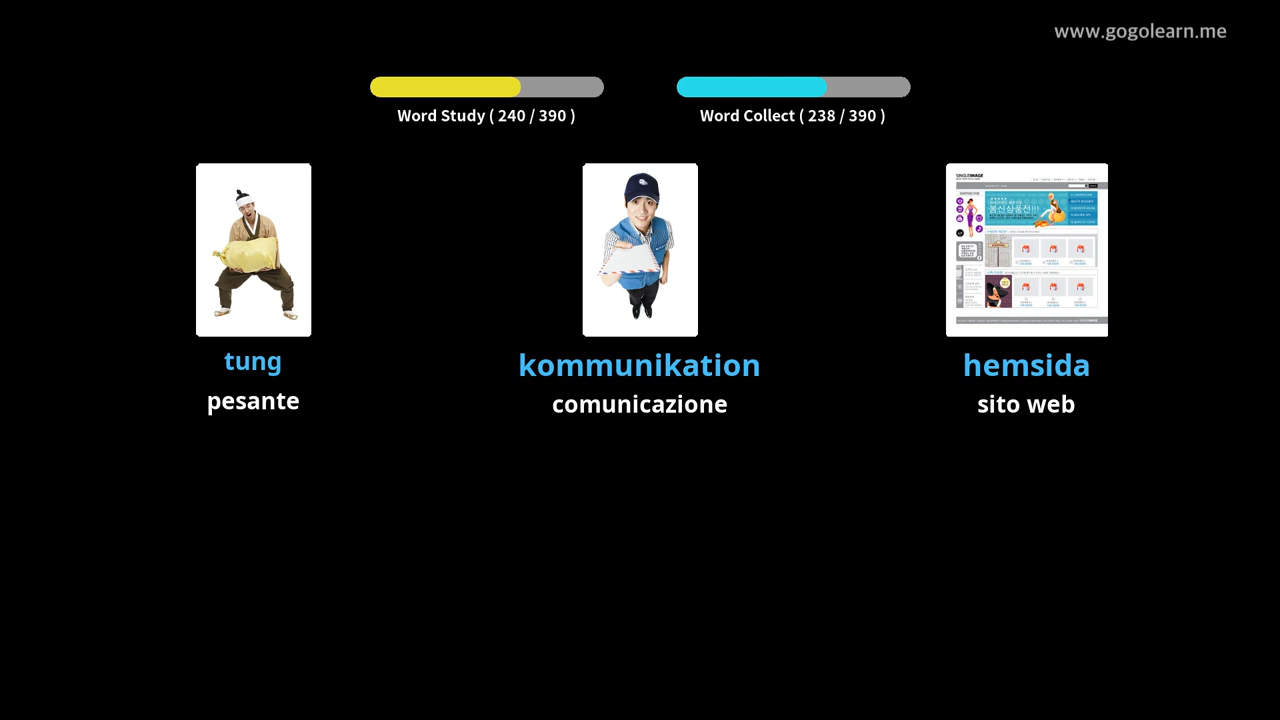 www.gogolearn.me
Word Study ( 240 / 390 )
Word Collect ( 238 / 390 )
tung
kommunikation
hemsida
pesante
comunicazione
sito web